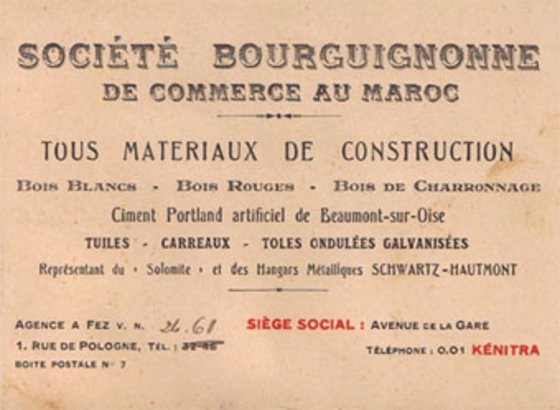 SOCIÉTÉ BOURGUIGNONNE
DE COMMERCE AU MAROC
TOUS MATERIAUX DE CONSTRUCTION
BOIS BLANCS - BOIS ROUGES - BOIS DE CHARRONNAGE
Ciment Portland artificiel de Beaumont-sur-Oise
TUILES - CARREAUX - TOLES ONDULÉES GALVANISÉES
Représentant du « Solomite » et des Hangars Métalliques SCHWARTZ-HAUTMONT
AGENCE A FEZ V. N. 26.61 SIÈGE SOCIAL : AVENUE DE LA GARE
1. RUE DE POLOGNE, TÉL. : TÉLÉPHONE : 0.01 KÉNITRA
BOITE POSTALE N° 7